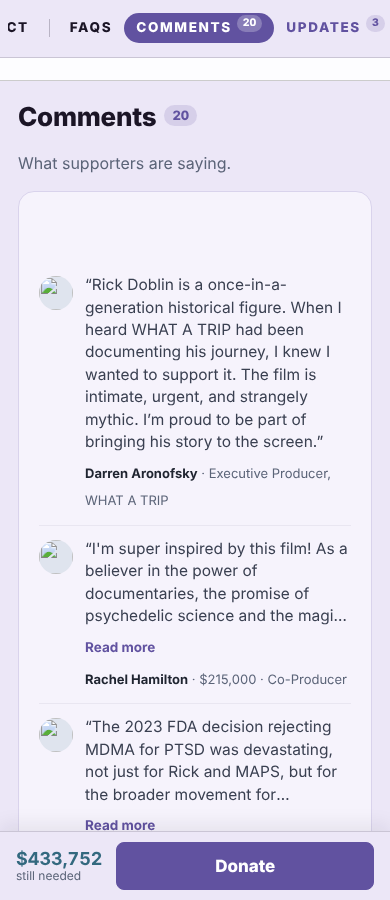 CT
FAQS
COMMENTS 20
UPDATES 3
Comments 20
What supporters are saying.
“Rick Doblin is a once-in-a-
generation historical figure. When I
heard WHAT A TRIP had been
documenting his journey, I knew I
wanted to support it. The film is
intimate, urgent, and strangely
mythic. I’m proud to be part of
bringing his story to the screen.”
Darren Aronofsky · Executive Producer,
WHAT A TRIP
“I'm super inspired by this film! As a
believer in the power of
documentaries, the promise of
psychedelic science and the magi…
Read more
Rachel Hamilton · $215,000 · Co-Producer
“The 2023 FDA decision rejecting
MDMA for PTSD was devastating,
not just for Rick and MAPS, but for
the broader movement for…
Read more
$433,752
still needed
Donate